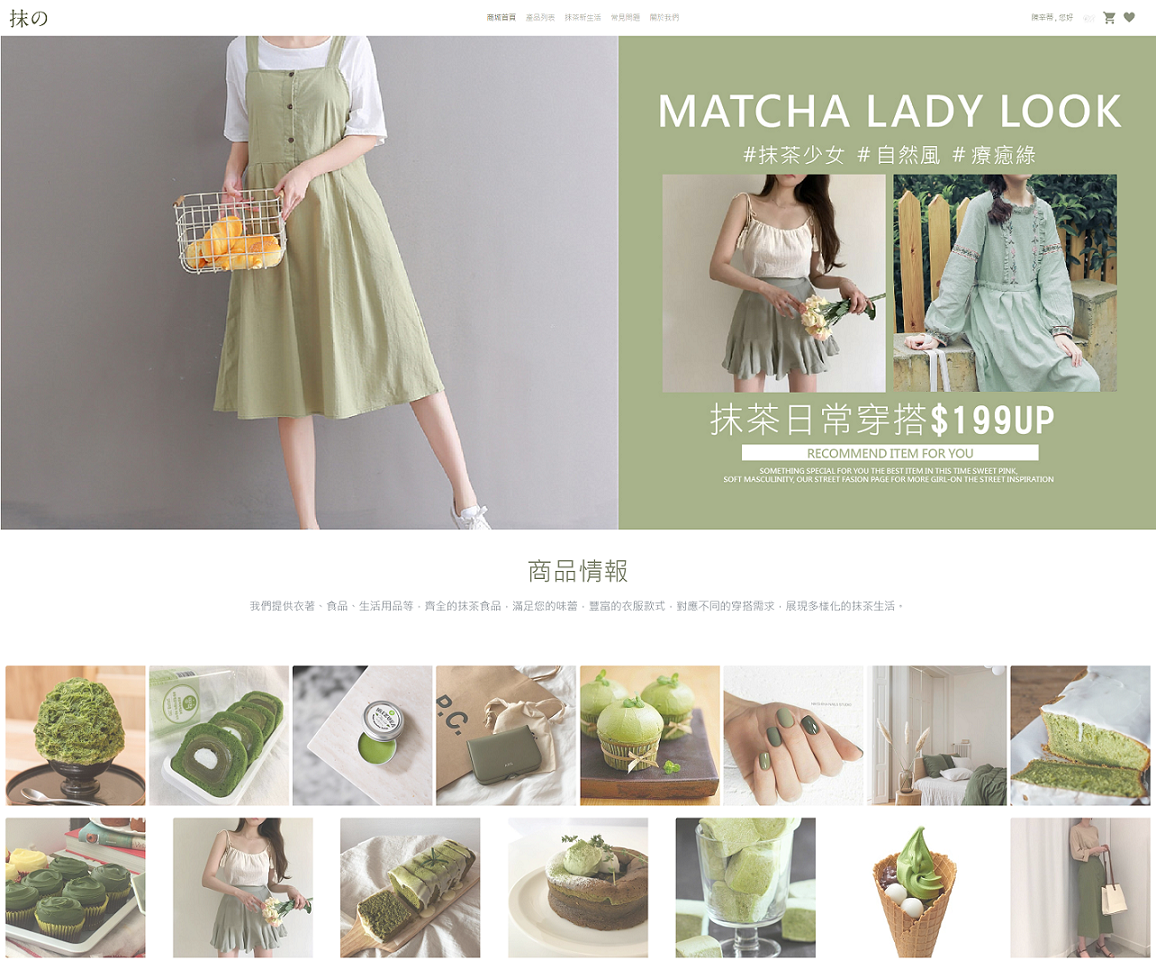 抹の
商城首頁 產品列表 抹茶新生活 常見問題 關於我們
您好
MATCHA LADY LOOK
#抹茶少女 #自然風 #療癒綠
抹茶日常穿搭$199UP
RECOMMEND ITEM FOR YOU
SOMETHING SPECIAL FOR YOU THE BEST ITEM IN THIS TIME SWEET PINK,
SOFT MASCULINITY, OUR STREET FASION PAGE FOR MORE GIRL-ON THE STREET INSPIRATION
商品情報
我們提供衣著、食品、生活用品等，齊全的抹茶食品，滿足您的味蕾，豐富的衣服款式，對應不同的穿搭需求，展現多樣化的抹茶生活。
P.C.